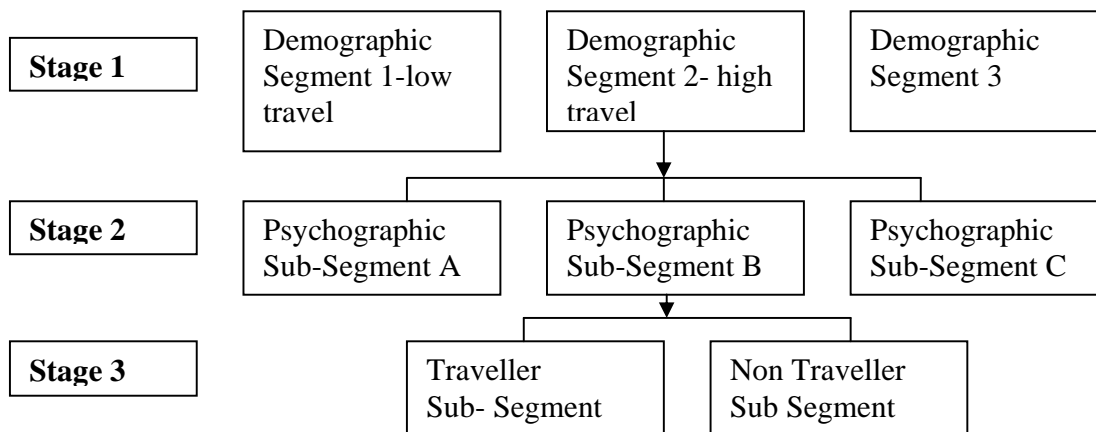 Stage 1
Demographic
Segment 1-low
travel
Demographic
Segment 2- high
travel
Demographic
Segment 3
Stage 2
Psychographic
Sub-Segment A
Psychographic
Sub-Segment B
Psychographic
Sub-Segment C
Stage 3
Traveller
Sub- Segment
Non Traveller
Sub Segment